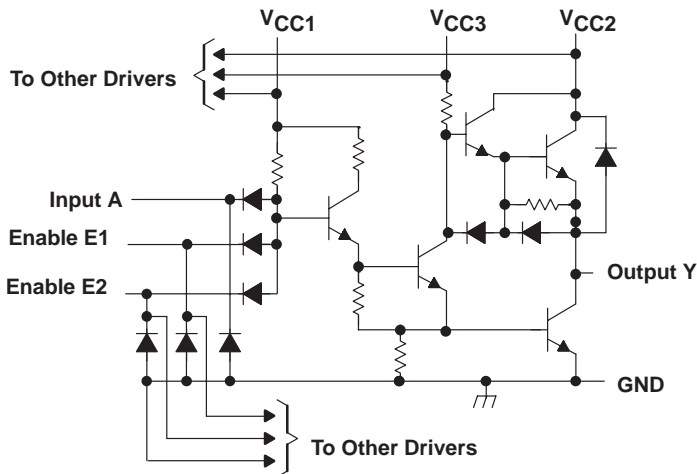 VCC1
VCC3
VCC2
To Other Drivers
Input A
Enable E1
Enable E2
Output Y
GND
To Other Drivers